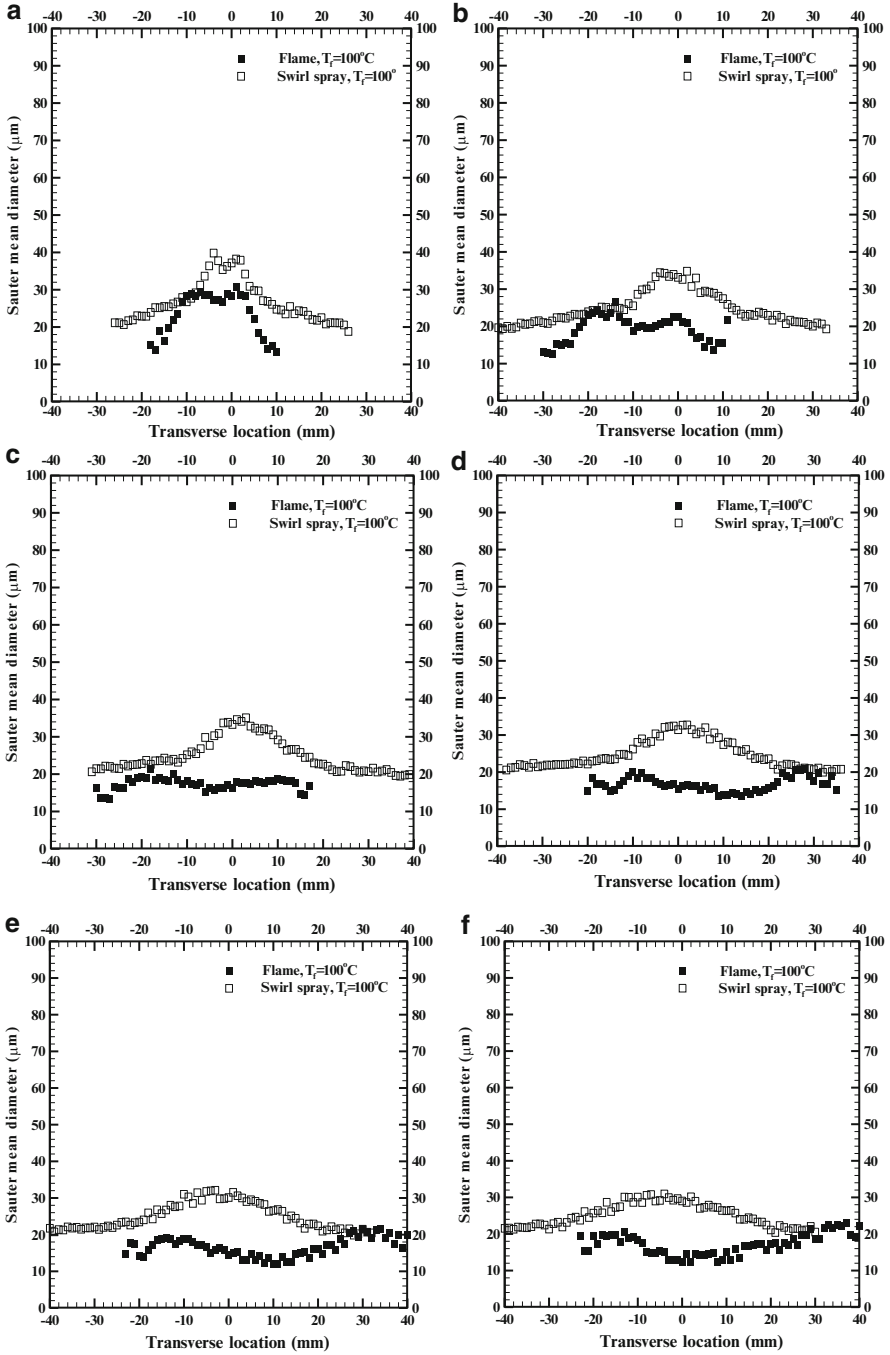 a
-40 -30 -20 -10 0 10 20 30 40
100 100
90 90
Flame, T_f=100°C
Swirl spray, T_f=100°
80 80
70 70
60 60
50 50
40 40
30 30
20 20
10 10
0 0
Sauter mean diameter (μm)
-40 -30 -20 -10 0 10 20 30 40
Transverse location (mm)
b
-40 -30 -20 -10 0 10 20 30 40
100 100
90 90
Flame, T_f=100°C
Swirl spray, T_f=100°
80 80
70 70
60 60
50 50
40 40
30 30
20 20
10 10
0 0
Sauter mean diameter (μm)
-40 -30 -20 -10 0 10 20 30 40
Transverse location (mm)
c
-40 -30 -20 -10 0 10 20 30 40
100 100
90 90
Flame, T_f=100°C
Swirl spray, T_f=100°C
80 80
70 70
60 60
50 50
40 40
30 30
20 20
10 10
0 0
Sauter mean diameter (μm)
-40 -30 -20 -10 0 10 20 30 40
Transverse location (mm)
d
-40 -30 -20 -10 0 10 20 30 40
100 100
90 90
Flame, T_f=100°C
Swirl spray, T_f=100°C
80 80
70 70
60 60
50 50
40 40
30 30
20 20
10 10
0 0
Sauter mean diameter (μm)
-40 -30 -20 -10 0 10 20 30 40
Transverse location (mm)
e
-40 -30 -20 -10 0 10 20 30 40
100 100
90 90
Flame, T_f=100°C
Swirl spray, T_f=100°C
80 80
70 70
60 60
50 50
40 40
30 30
20 20
10 10
0 0
Sauter mean diameter (μm)
-40 -30 -20 -10 0 10 20 30 40
Transverse location (mm)
f
-40 -30 -20 -10 0 10 20 30 40
100 100
90 90
Flame, T_f=100°C
Swirl spray, T_f=100°C
80 80
70 70
60 60
50 50
40 40
30 30
20 20
10 10
0 0
Sauter mean diameter (μm)
-40 -30 -20 -10 0 10 20 30 40
Transverse location (mm)